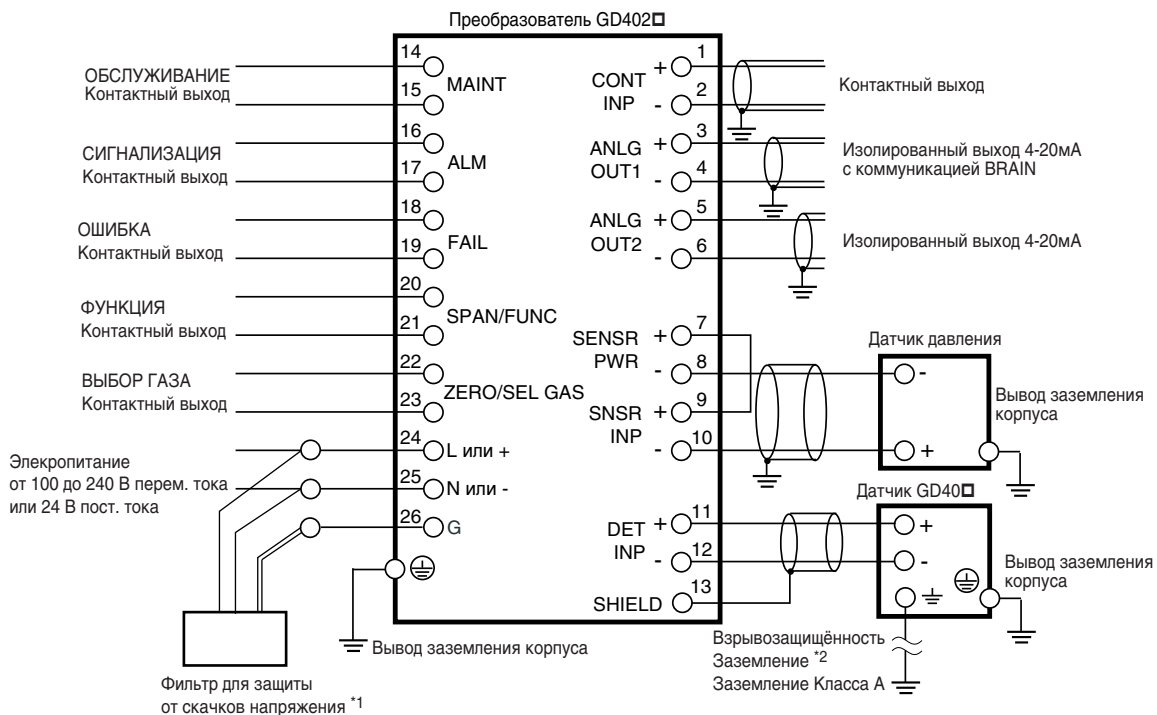 Преобразователь GD402□
14
15
MAINT
ОБСЛУЖИВАНИЕ
Контактный выход
16
17
ALM
СИГНАЛИЗАЦИЯ
Контактный выход
18
19
FAIL
ОШИБКА
Контактный выход
20
21
SPAN/FUNC
ФУНКЦИЯ
Контактный выход
22
23
ZERO/SEL GAS
ВЫБОР ГАЗА
Контактный выход
24
L или +
25
N или -
26
G
Элекропитание
от 100 до 240 В перем. тока
или 24 В пост. тока
Фильтр для защиты
от скачков напряжения *1
Вывод заземления корпуса
1
CONT +
2
INP -
Контактный выход
3
ANLG +
OUT1
4
-
Изолированный выход 4-20мА
с коммуникацией BRAIN
5
ANLG +
OUT2
6
-
Изолированный выход 4-20мА
7
SENSR +
PWR
8
-
9
SNSR +
INP
10
-
Датчик давления
-
+
Вывод заземления
корпуса
11
DET +
INP
12
-
13
SHIELD
Датчик GD40□
+
-
Вывод заземления
корпуса
Взрывозащищённость
Заземление *2
Заземление Класса А